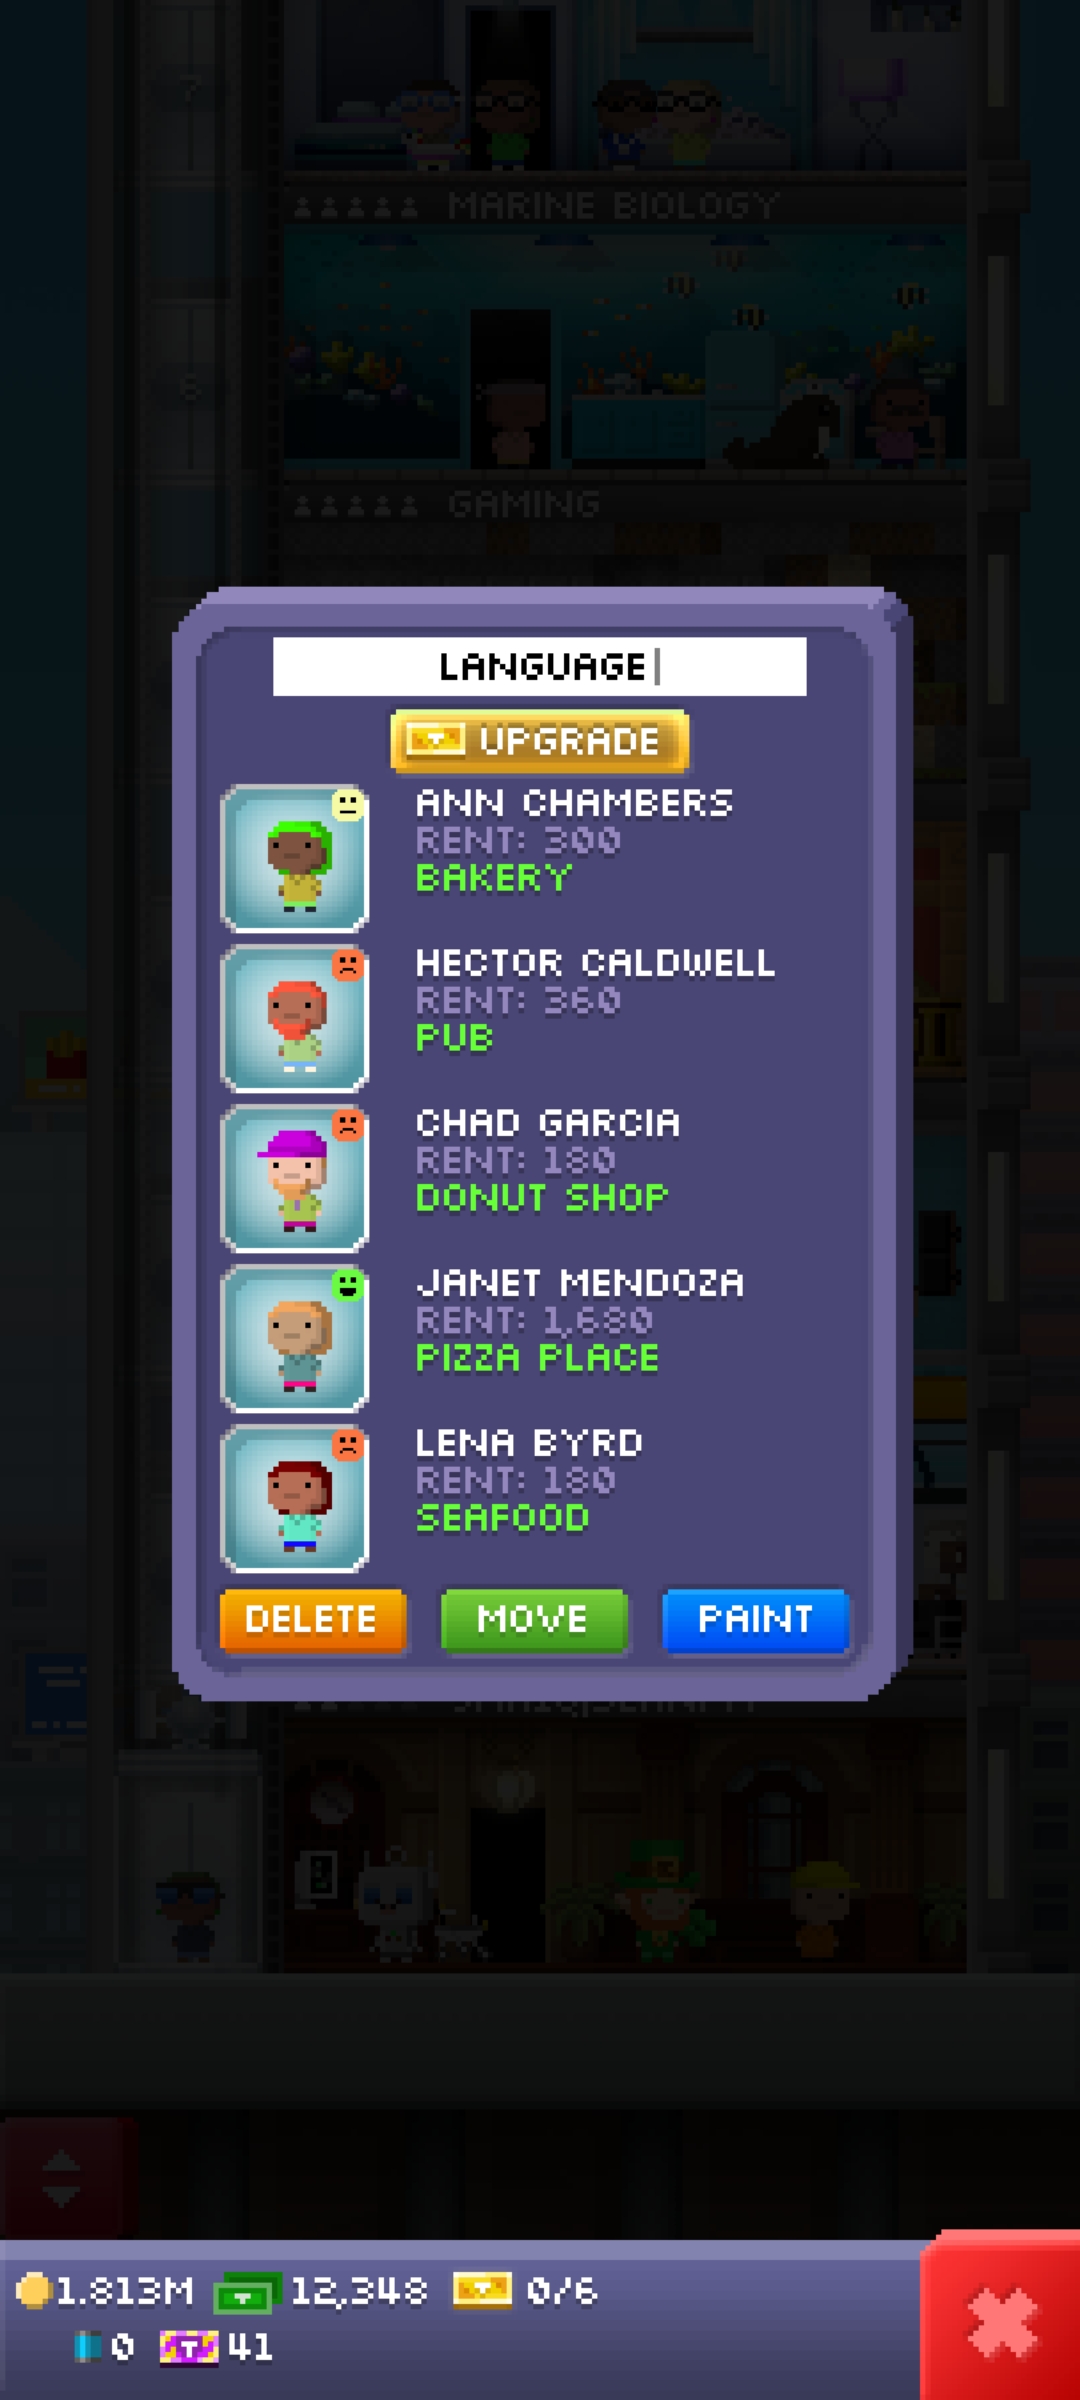 7
MARINE BIOLOGY
6
GAMING
LANGUAGE
UPGRADE
ANN CHAMBERS
RENT: 300
BAKERY
HECTOR CALDWELL
RENT: 360
PUB
CHAD GARCIA
RENT: 180
DONUT SHOP
JANET MENDOZA
RENT: 1,680
PIZZA PLACE
LENA BYRD
RENT: 180
SEAFOOD
DELETE MOVE PAINT
1.813M 12,348 0/6
0 41